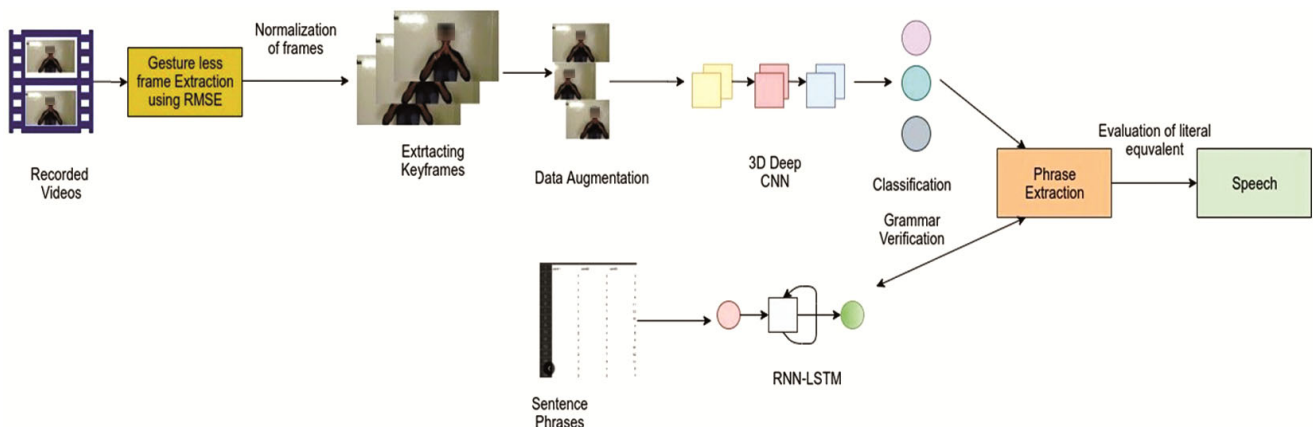 Normalization
of frames
Gesture less
frame Extraction
using RMSE
Recorded
Videos
Extrtacting
Keyframes
Data Augmentation
3D Deep
CNN
Classification
Evaluation of literal
equvalent
Phrase
Extraction
Speech
Grammar
Verification
Sentence
Phrases
RNN-LSTM